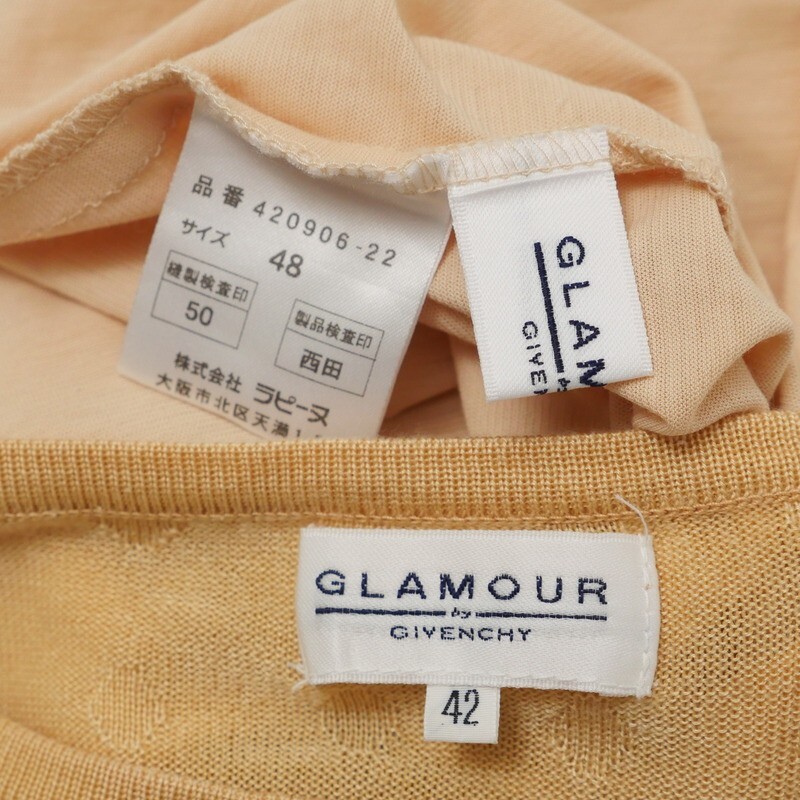 品番 420906-22
サイズ 48
縫製検査印
50
製品検査印
西田
株式会社 ラピーヌ
大阪市北区天満1
GLAM
by
GIVEN
GLAMOUR
by
GIVENCHY
42